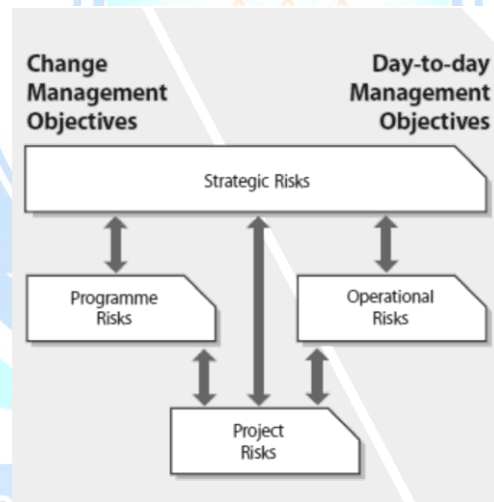 Change
Management
Objectives
Day-to-day
Management
Objectives
Strategic Risks
Programme
Risks
Operational
Risks
Project
Risks